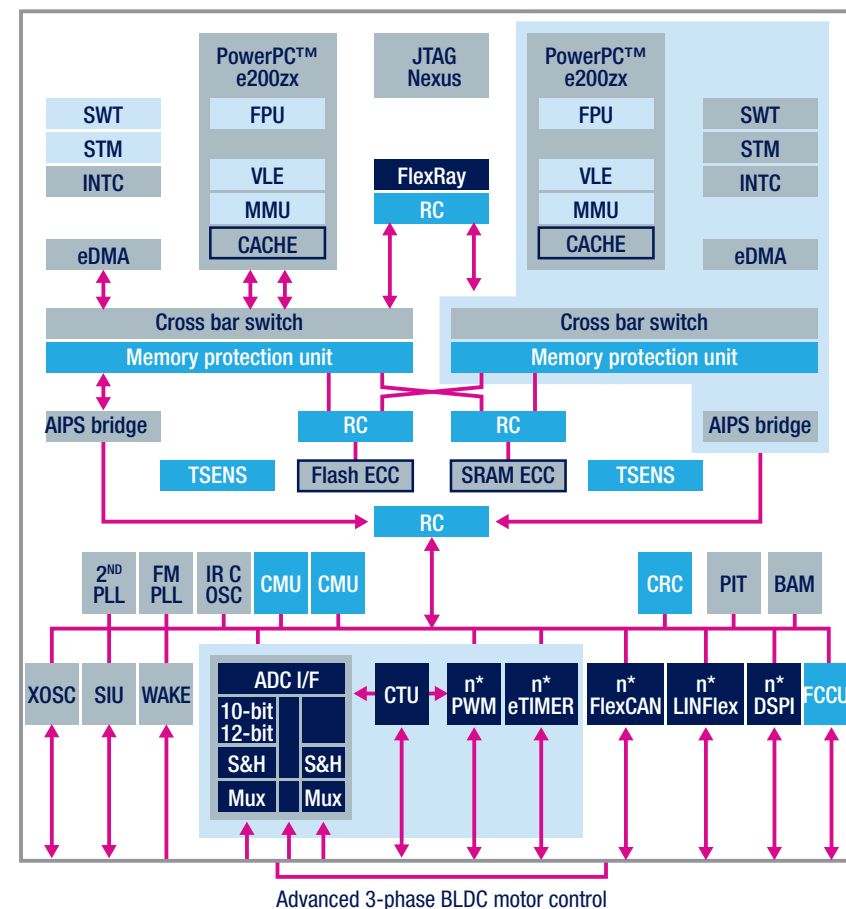 PowerPC™
e200zx
FPU
VLE
MMU
CACHE
JTAG
Nexus
PowerPC™
e200zx
FPU
VLE
MMU
CACHE
SWT
STM
INTC
eDMA
FlexRay
RC
SWT
STM
INTC
eDMA
Cross bar switch
Memory protection unit
Cross bar switch
Memory protection unit
AIPS bridge
RC
RC
AIPS bridge
TSENS
Flash ECC
SRAM ECC
TSENS
RC
2ND
PLL
FM
PLL
IR C
OSC
CMU
CMU
CRC
PIT
BAM
XOSC
SIU
WAKE
ADC I/F
10-bit
12-bit
S&H
S&H
Mux
Mux
CTU
n*
PWM
n*
eTIMER
n*
FlexCAN
n*
LINFlex
n*
DSPI
FCCU
Advanced 3-phase BLDC motor control